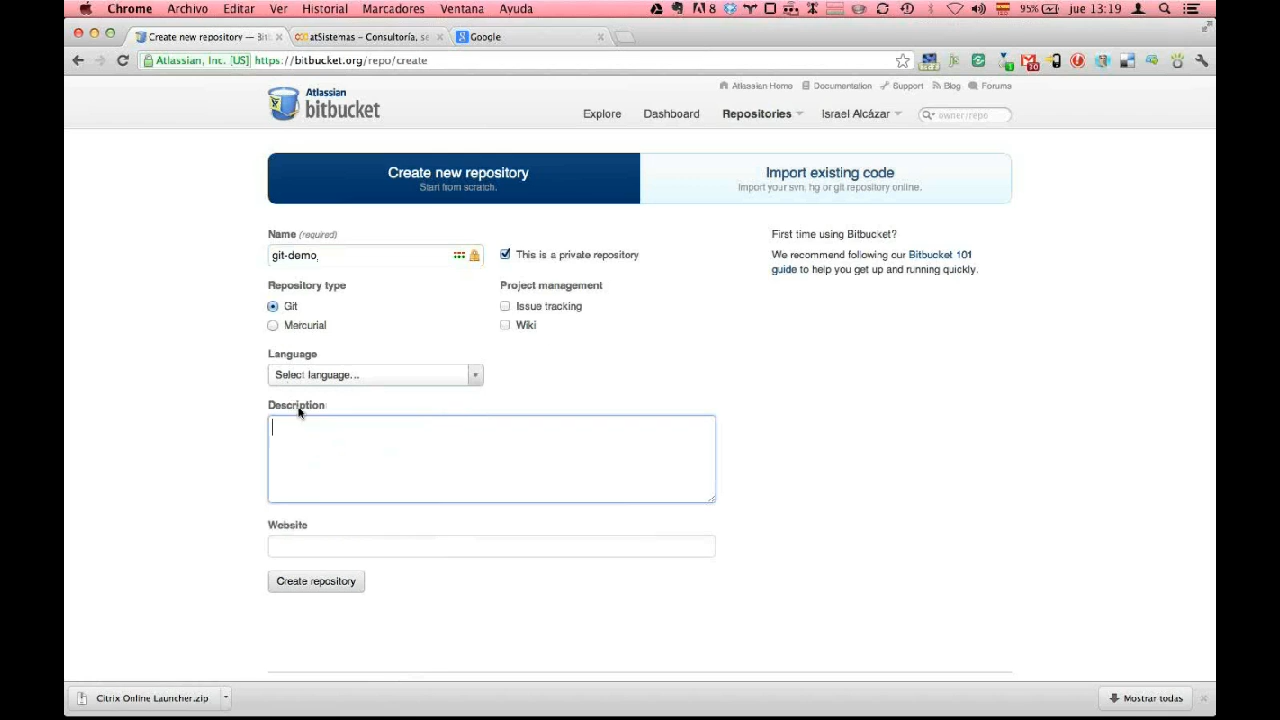 Chrome Archivo Editar Ver Historial Marcadores Ventana Ayuda 8 95% jue 13:19
Create new repository — Bit
atSistemas – Consultoría, se
Google
Atlassian, Inc. [US] https://bitbucket.org/repo/create
Atlassian Home Documentation Support Blog Forums
Atlassian
bitbucket
Explore Dashboard Repositories Israel Alcázar owner/repo
Create new repository
Start from scratch.
Import existing code
Import your svn, hg or git repository online.
Name (required)
git-demo,
This is a private repository
First time using Bitbucket?
We recommend following our Bitbucket 101
guide to help you get up and running quickly.
Repository type
Project management
Git
Issue tracking
Mercurial
Wiki
Language
Select language...
Description
Website
Create repository
Citrix Online Launcher.zip
Mostrar todas